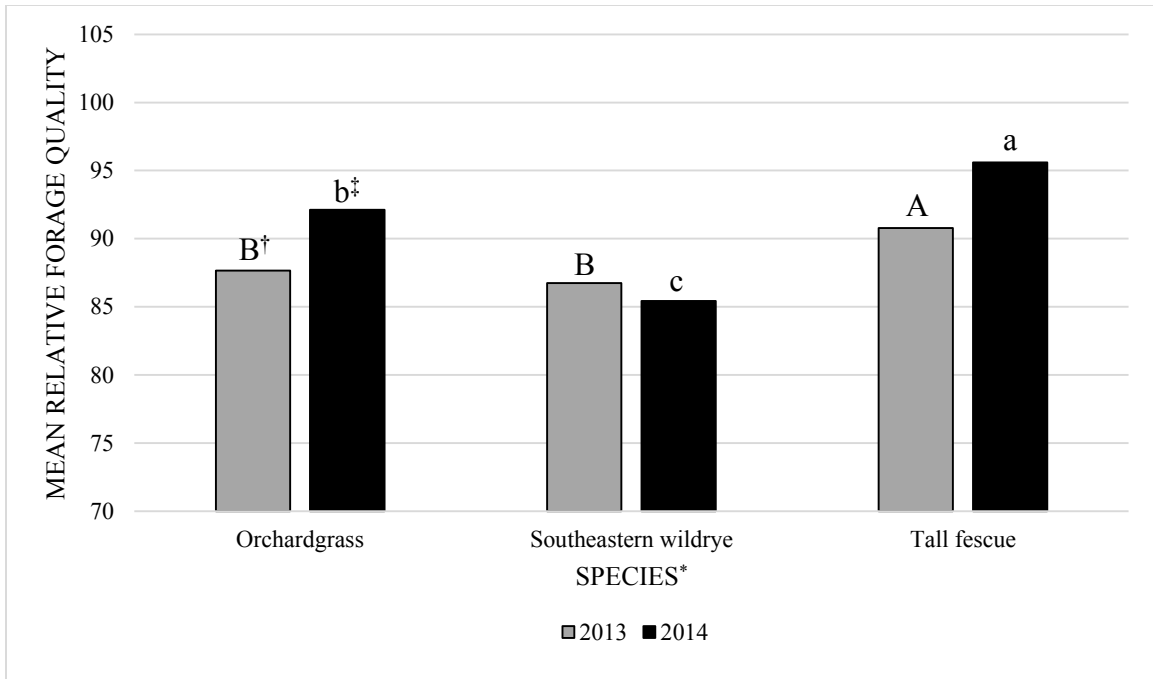 MEAN RELATIVE FORAGE QUALITY
105
100
95
90
85
80
75
70
B†
b‡
B
c
A
a
Orchardgrass
Southeastern wildrye
Tall fescue
SPECIES*
2013
2014